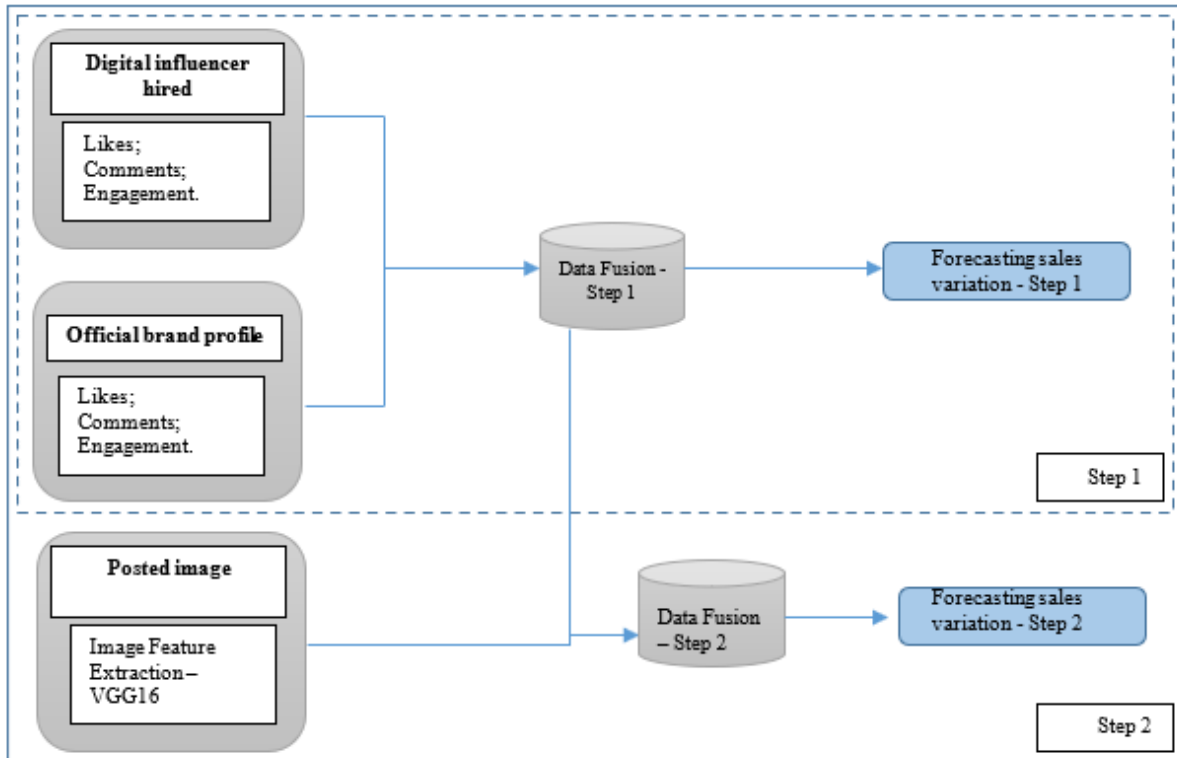 Digital influencer
hired
Likes;
Comments;
Engagement.
Data Fusion -
Step 1
Forecasting sales
variation - Step 1
Official brand profile
Likes;
Comments;
Engagement.
Step 1
Posted image
Image Feature
Extraction –
VGG16
Data Fusion
– Step 2
Forecasting sales
variation - Step 2
Step 2